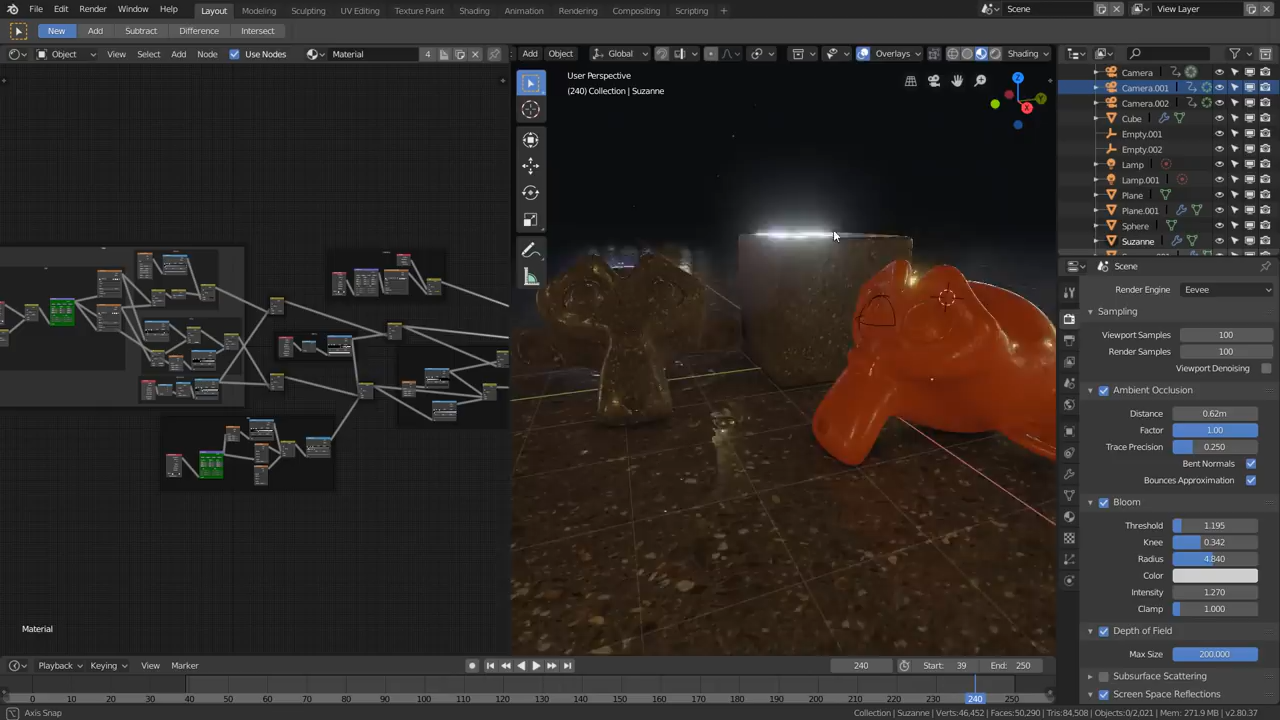 File Edit Render Window Help Layout Modeling Sculpting UV Editing Texture Paint Shading Animation Rendering Compositing Scripting + Scene View Layer
New Add Subtract Difference Intersect
Object View Select Add Node Use Nodes Material 4 Add Object Global Overlays Shading
User Perspective
(240) Collection | Suzanne
Z
Y
X
Camera
Camera.001
Camera.002
Cube
Empty.001
Empty.002
Lamp
Lamp.001
Plane
Plane.001
Sphere
Suzanne
Scene
Render Engine Eevee
Sampling
Viewport Samples 100
Render Samples 100
Viewport Denoising
Ambient Occlusion
Distance 0.62m
Factor 1.00
Trace Precision 0.250
Bent Normals
Bounces Approximation
Bloom
Threshold 1.195
Knee 0.342
Radius 4.840
Color
Intensity 1.270
Clamp 1.000
Depth of Field
Max Size 200.000
Subsurface Scattering
Screen Space Reflections
Material
Playback Keying View Marker 240 Start: 39 End: 250
0 10 20 30 40 50 60 70 80 90 100 110 120 130 140 150 160 170 180 190 200 210 220 230 240 250
Axis Snap Collection | Suzanne | Verts:46,452 | Faces:50,290 | Tris:84,508 | Objects:0/2,021 | Mem: 271.9 MB | v2.80.37